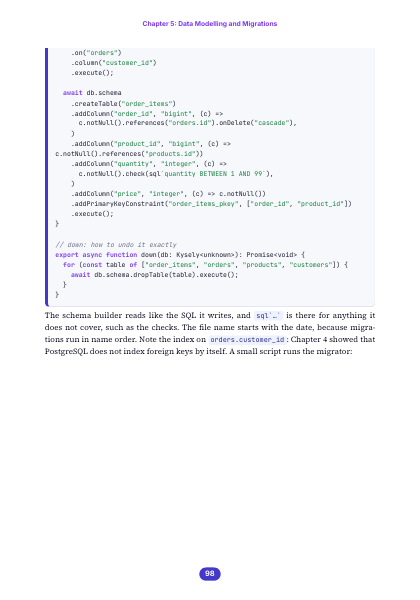 Chapter 5: Data Modelling and Migrations
.on("orders")
.column("customer_id")
.execute();
await db.schema
.createTable("order_items")
.addColumn("order_id", "bigint", (c) =>
c.notNull().references("orders.id").onDelete("cascade"),
)
.addColumn("product_id", "bigint", (c) =>
c.notNull().references("products.id"))
.addColumn("quantity", "integer", (c) =>
c.notNull().check(sql`quantity BETWEEN 1 AND 99`),
)
.addColumn("price", "integer", (c) => c.notNull())
.addPrimaryKeyConstraint("order_items_pkey", ["order_id", "product_id"])
.execute();
}
// down: how to undo it exactly
export async function down(db: Kysely<unknown>): Promise<void> {
for (const table of ["order_items", "orders", "products", "customers"]) {
await db.schema.dropTable(table).execute();
}
}
The schema builder reads like the SQL it writes, and sql`…` is there for anything it
does not cover, such as the checks. The file name starts with the date, because migra-
tions run in name order. Note the index on orders.customer_id: Chapter 4 showed that
PostgreSQL does not index foreign keys by itself. A small script runs the migrator:
98